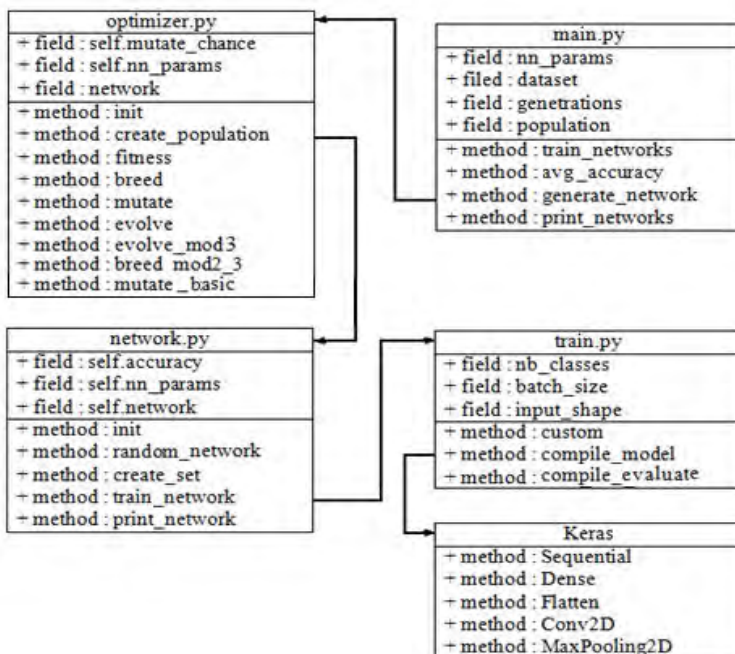 optimizer.py
+ field : self.mutate_chance
+ field : self.nn_params
+ field : network
+ method : init
+ method : create_population
+ method : fitness
+ method : breed
+ method : mutate
+ method : evolve
+ method : evolve_mod3
+ method : breed_mod2_3
+ method : mutate_basic
main.py
+ field : nn_params
+ filed : dataset
+ field : genetrations
+ field : population
+ method : train_networks
+ method : avg_accuracy
+ method : generate_network
+ method : print_networks
network.py
+ field : self.accuracy
+ field : self.nn_params
+ field : self.network
+ method : init
+ method : random_network
+ method : create_set
+ method : train_network
+ method : print_network
train.py
+ field : nb_classes
+ field : batch_size
+ field : input_shape
+ method : custom
+ method : compile_model
+ method : compile_evaluate
Keras
+ method : Sequential
+ method : Dense
+ method : Flatten
+ method : Conv2D
+ method : MaxPooling2D